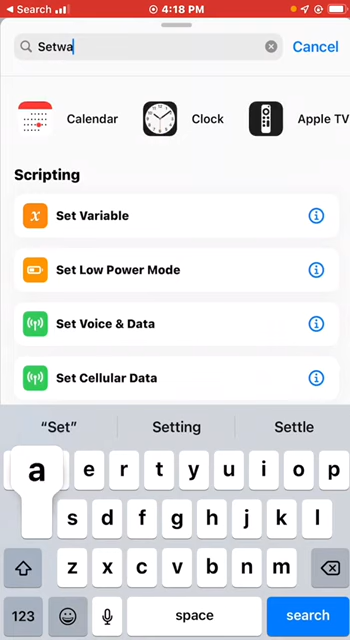 Search 4:18 PM
Setwa Cancel
Calendar Clock Apple TV
Scripting
Set Variable
Set Low Power Mode
Set Voice & Data
Set Cellular Data
“Set” Setting Settle
a e r t y u i o p
s d f g h j k l
z x c v b n m
123 space search